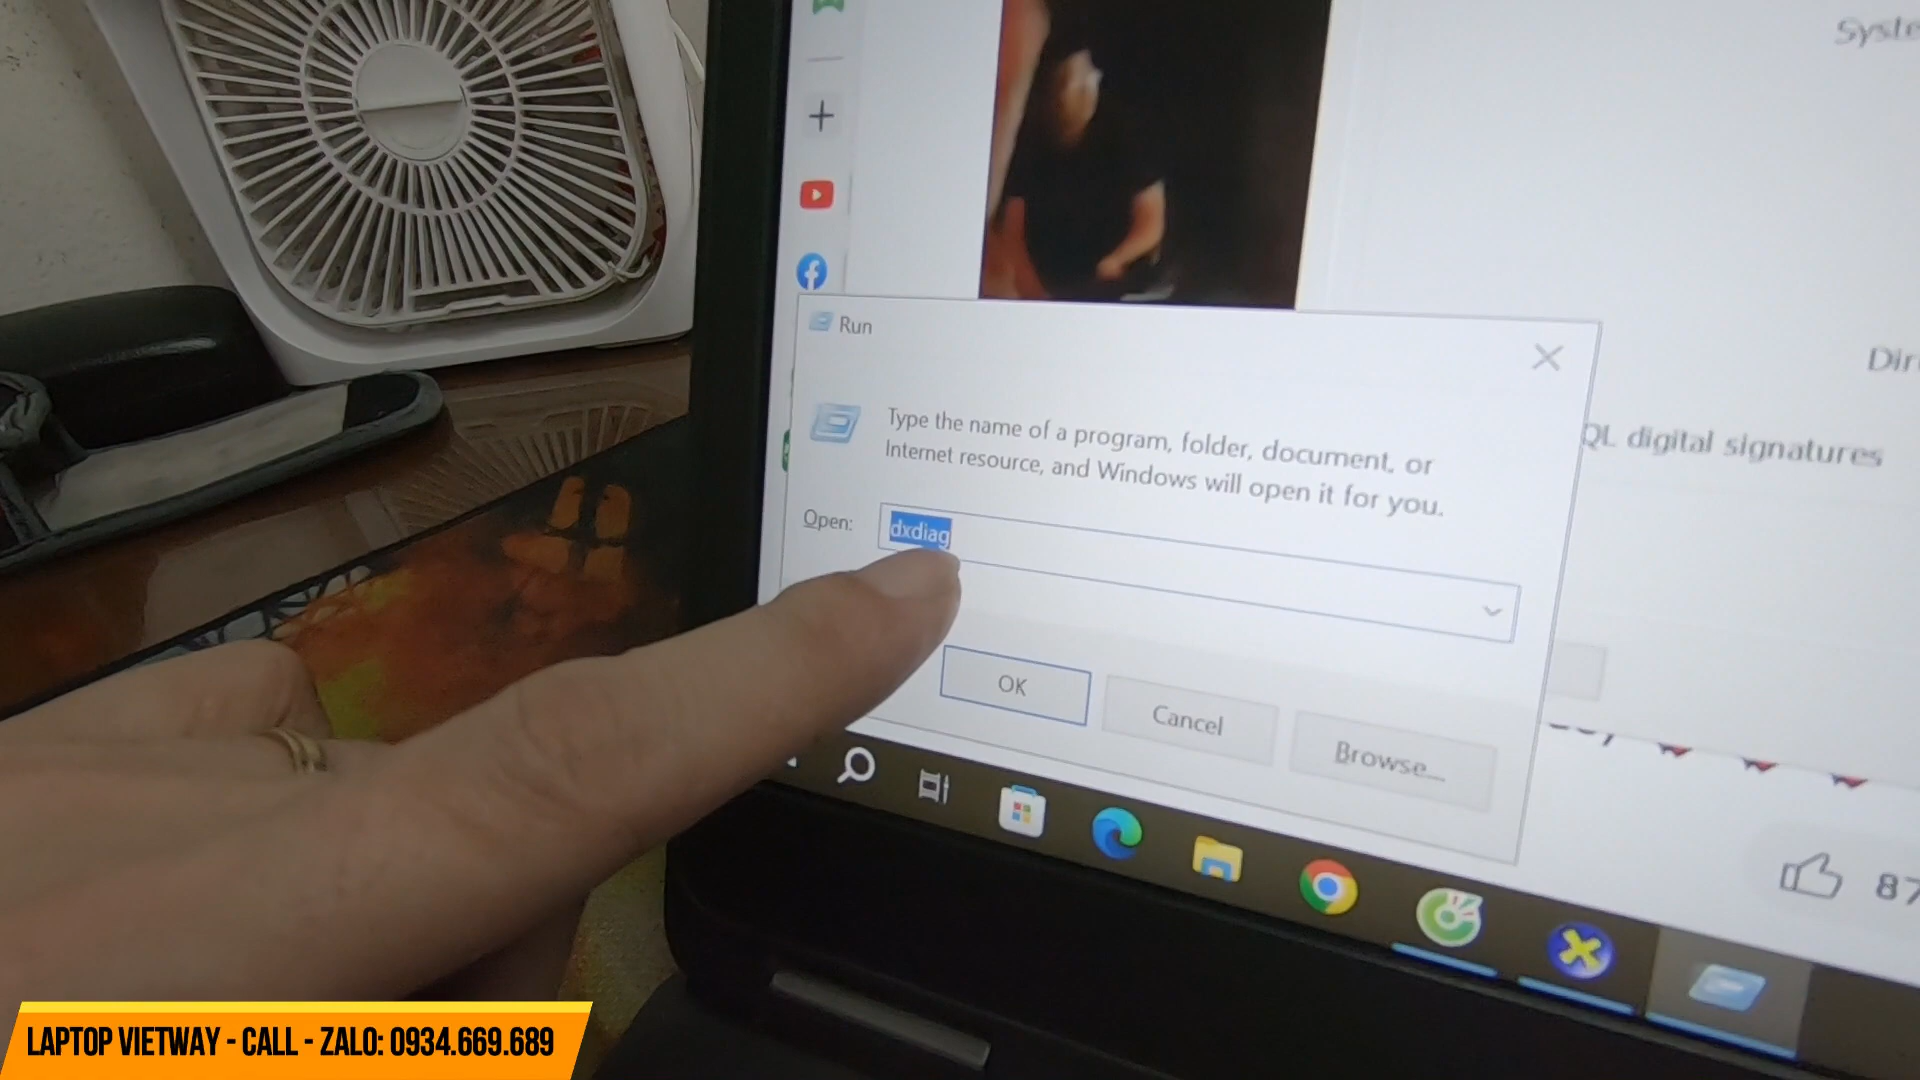 Syste
Run
Type the name of a program, folder, document, or
Internet resource, and Windows will open it for you.
Open:
dxdiag
OK
Cancel
Browse...
Dir
QL digital signatures
87
LAPTOP VIETWAY - CALL - ZALO: 0934.669.689